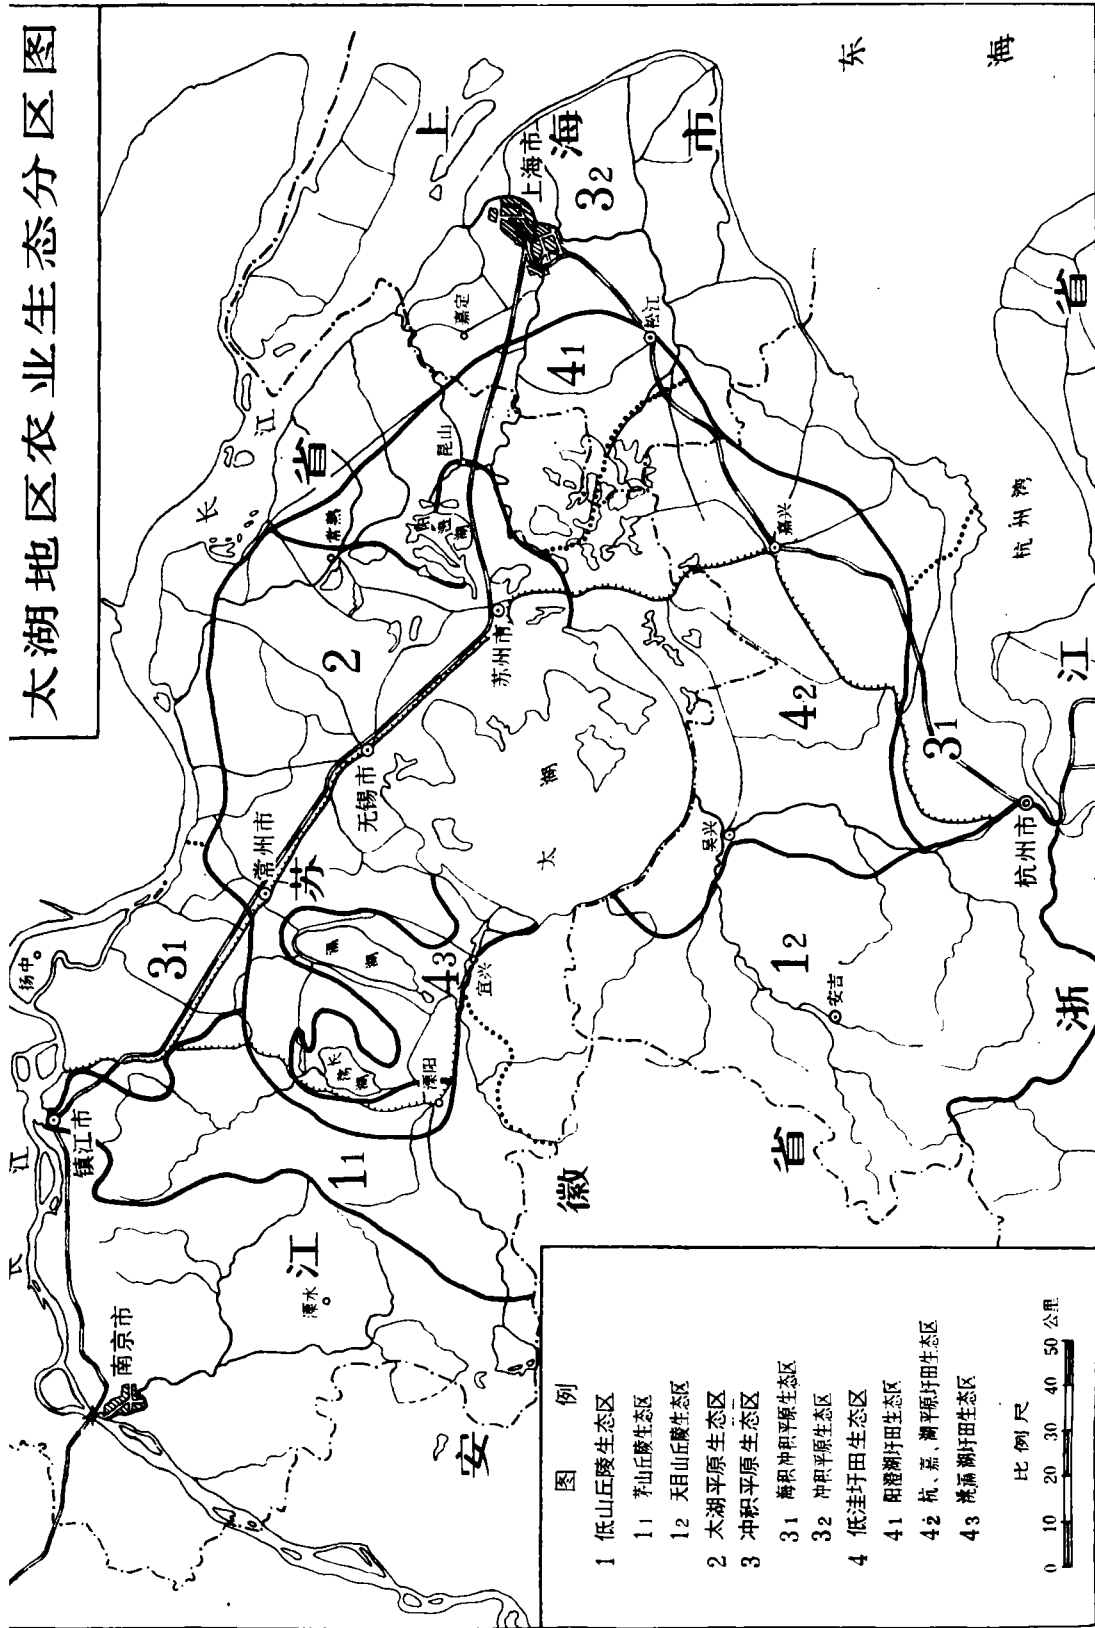 太湖地区农业生态分区图
东海
上海市
上海市
32
嘉定
松江
41
长江
省
昆山
常熟
阳澄湖
2
苏州市
嘉兴
杭州湾
浙江省
42
31
无锡市
太湖
吴兴
杭州市
常州市
江苏
31
扬中
滆湖
43
宜兴
12
安吉
长荡湖
溧阳
镇江市
长江
11
安徽省
溧水
南京市
图例
1 低山丘陵生态区
11 茅山丘陵生态区
12 天目山丘陵生态区
2 太湖平原生态区
3 冲积平原生态区
31 海积冲积平原生态区
32 冲积平原生态区
4 低洼圩田生态区
41 阳澄湖圩田生态区
42 杭、嘉、湖平原圩田生态区
43 洮滆湖圩田生态区
比例尺
0 10 20 30 40 50 公里